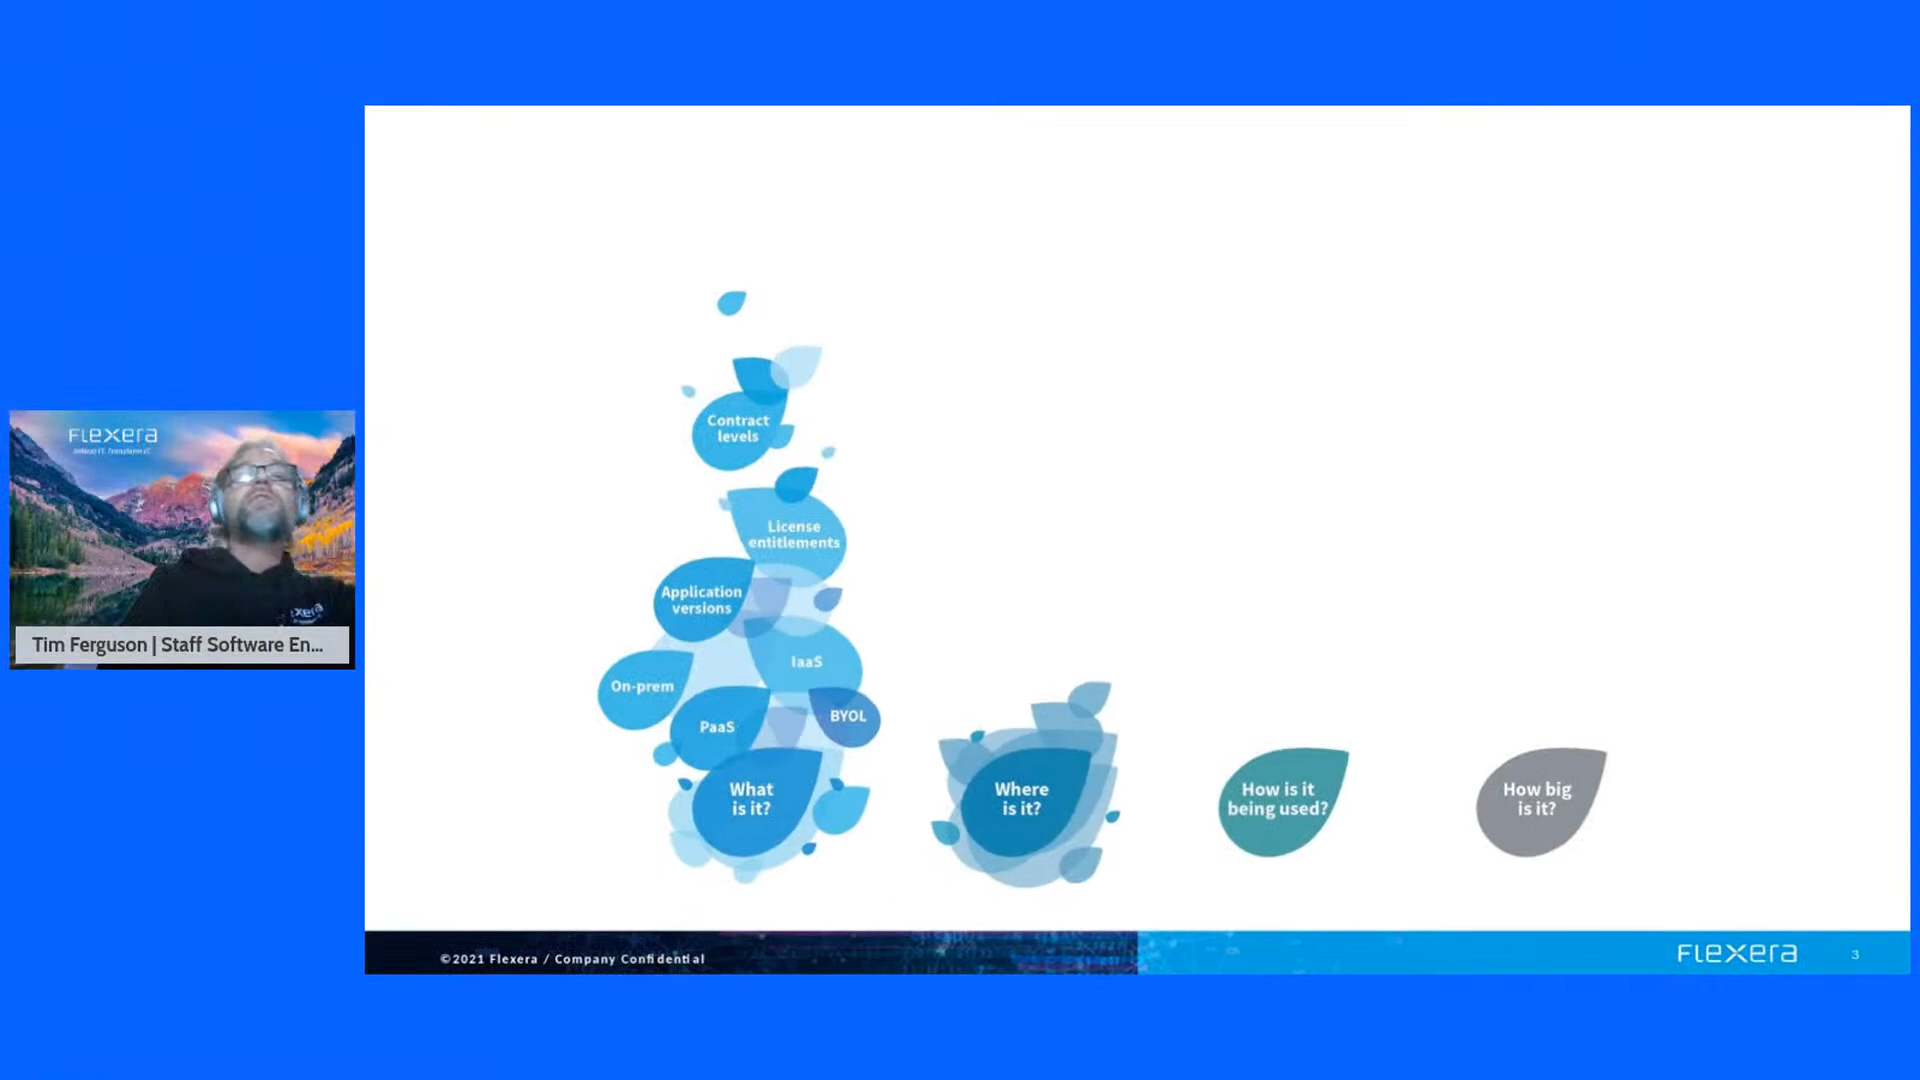 FLEXERA
Tim Ferguson | Staff Software En...
Contract
levels
License
entitlements
Application
versions
IaaS
On-prem
BYOL
PaaS
What
is it?
Where
is it?
How is it
being used?
How big
is it?
©2021 Flexera / Company Confidential
FLEXERA
3